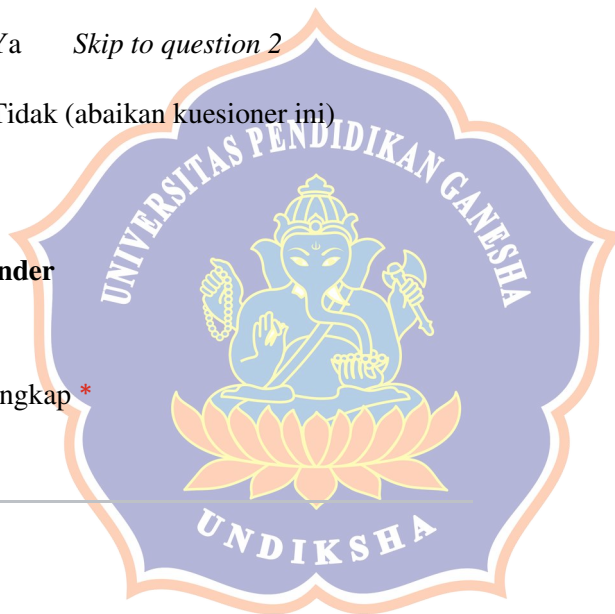 Ya Skip to question 2
Tidak (abaikan kuesioner ini)
UNIVERSITAS PENDIDIKAN GANESHA
nder
ngkap *
UNDIKSHA